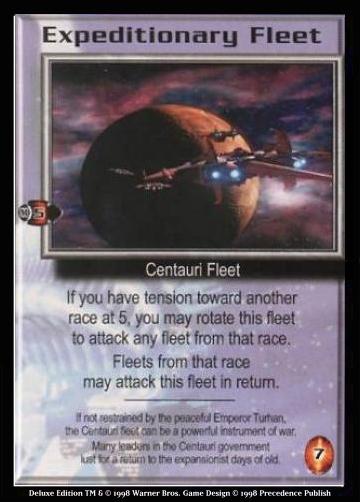 Expeditionary Fleet
M
5
Centauri Fleet
If you have tension toward another
race at 5, you may rotate this fleet
to attack any fleet from that race.
Fleets from that race
may attack this fleet in return.
If not restrained by the peaceful Emperor Turhan,
the Centauri fleet can be a powerful instrument of war.
Many leaders in the Centauri government
lust for a return to the expansionist days of old.
7
Deluxe Edition TM & © 1998 Warner Bros. Game Design © 1998 Precedence Publish